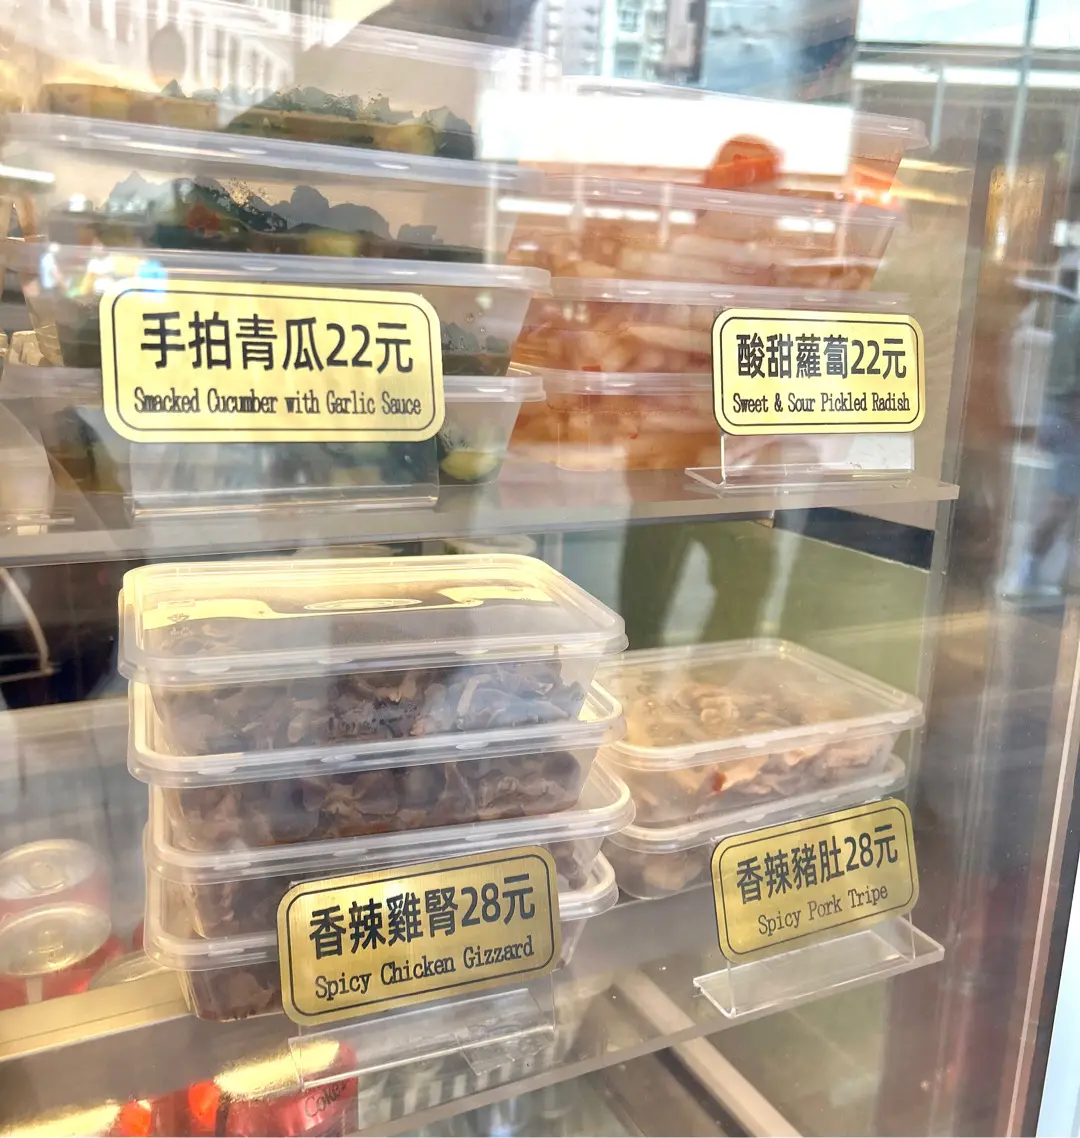 手拍青瓜22元
Smacked Cucumber with Garlic Sauce
酸甜蘿蔔22元
Sweet & Sour Pickled Radish
香辣雞腎28元
Spicy Chicken Gizzard
香辣豬肚28元
Spicy Pork Tripe
Coke